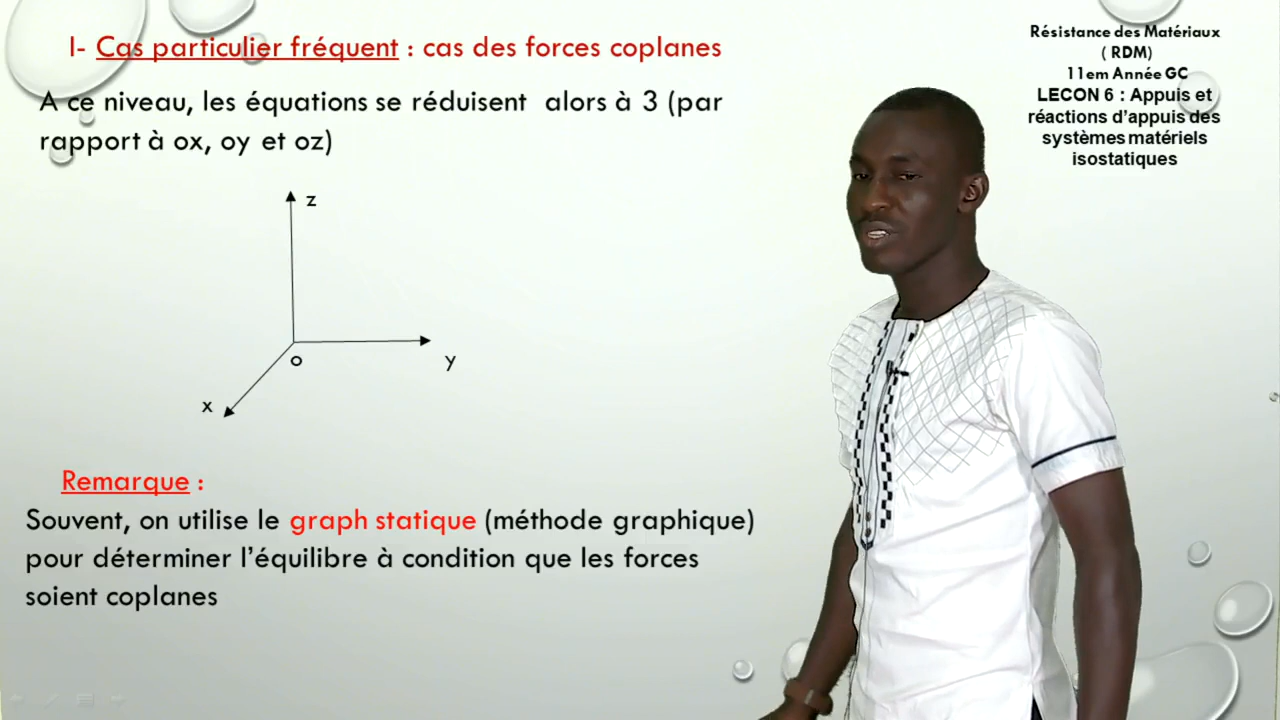 I- Cas particulier fréquent : cas des forces coplanes
A ce niveau, les équations se réduisent alors à 3 (par
rapport à ox, oy et oz)
z
o
y
x
Remarque :
Souvent, on utilise le graph statique (méthode graphique)
pour déterminer l’équilibre à condition que les forces
soient coplanes
Résistance des Matériaux
( RDM)
11em Année GC
LECON 6 : Appuis et
réactions d’appuis des
systèmes matériels
isostatiques